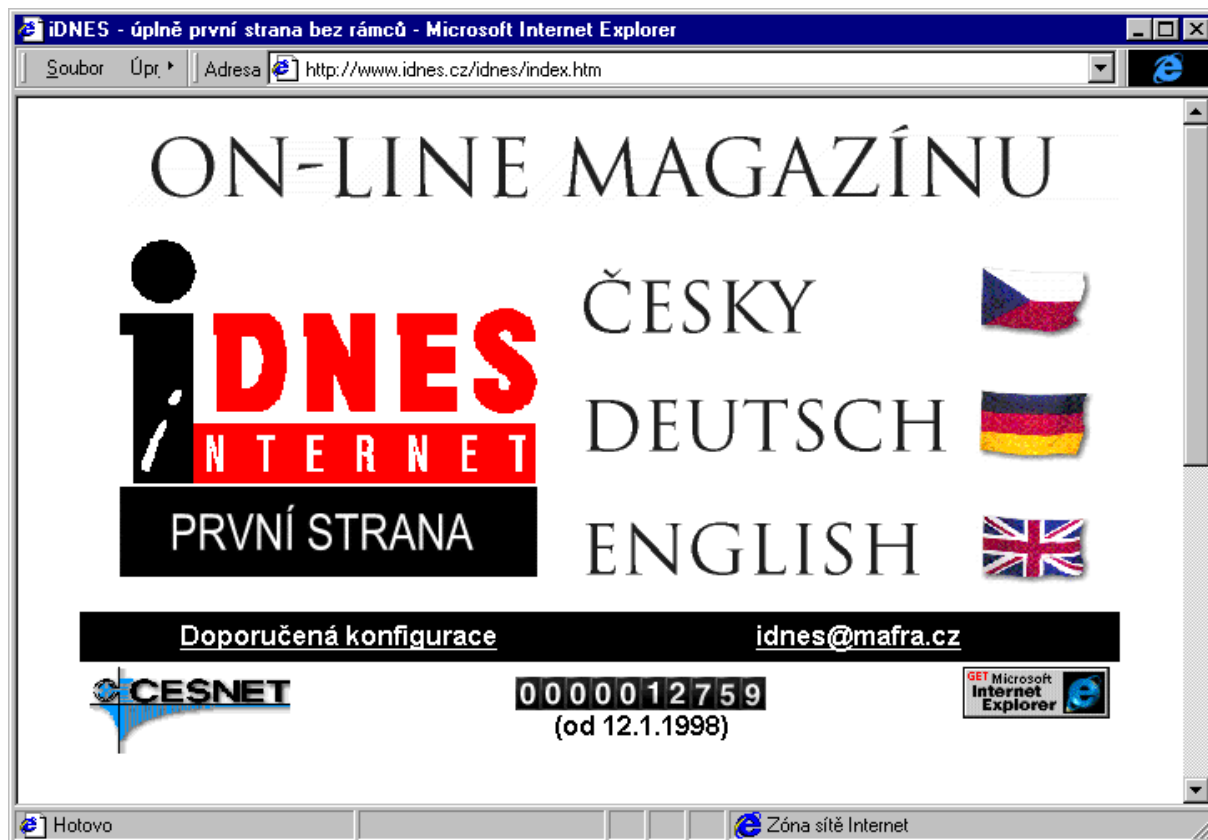 iDNES - úplně první strana bez rámců - Microsoft Internet Explorer
Soubor Úpr Adresa http://www.idnes.cz/idnes/index.htm
ON-LINE MAGAZÍNU
iDNES
iNTERNET
PRVNÍ STRANA
ČESKY
DEUTSCH
ENGLISH
Doporučená konfigurace idnes@mafra.cz
CESNET
0000012759
(od 12.1.1998)
GET Microsoft
Internet
Explorer
Hotovo Zóna sítě Internet